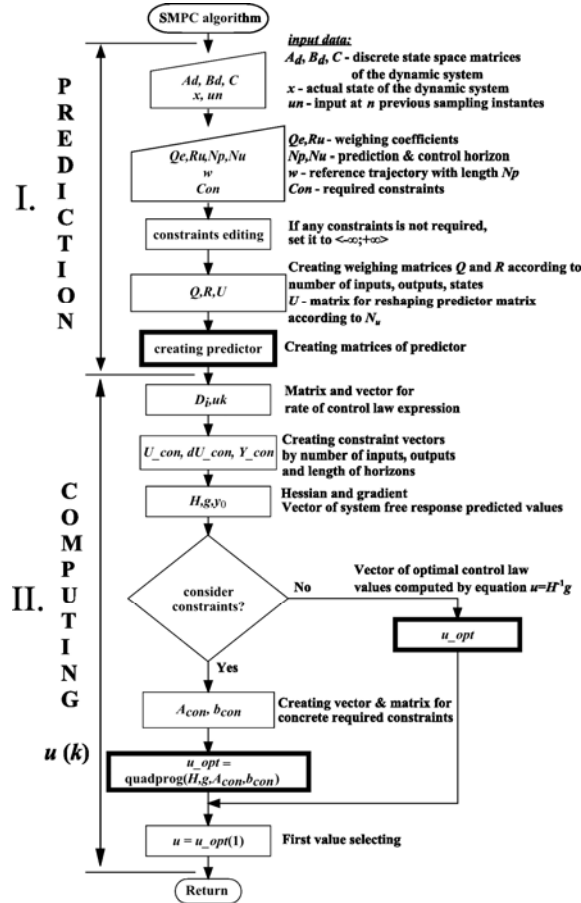 SMPC algorithm
input data:
Ad, Bd, C - discrete state space matrices
of the dynamic system
x - actual state of the dynamic system
un - input at n previous sampling instantes
Ad, Bd, C
x, un
Qe,Ru - weighing coefficients
Np,Nu - prediction & control horizon
w - reference trajectory with length Np
Con - required constraints
Qe,Ru,Np,Nu
w
Con
I.
PREDICTION
constraints editing
If any constraints is not required,
set it to <-∞;+∞>
Creating weighing matrices Q and R according to
number of inputs, outputs, states
U - matrix for reshaping predictor matrix
according to Nu
Q,R,U
creating predictor
Creating matrices of predictor
Di,uk
Matrix and vector for
rate of control law expression
U_con, dU_con, Y_con
Creating constraint vectors
by number of inputs, outputs
and length of horizons
H,g,y0
Hessian and gradient
Vector of system free response predicted values
II.
COMPUTING
u (k)
consider
constraints?
No
Vector of optimal control law
values computed by equation u=H-1g
u_opt
Yes
Acon, bcon
Creating vector & matrix for
concrete required constraints
u_opt =
quadprog(H,g,Acon,bcon)
u = u_opt(1)
First value selecting
Return